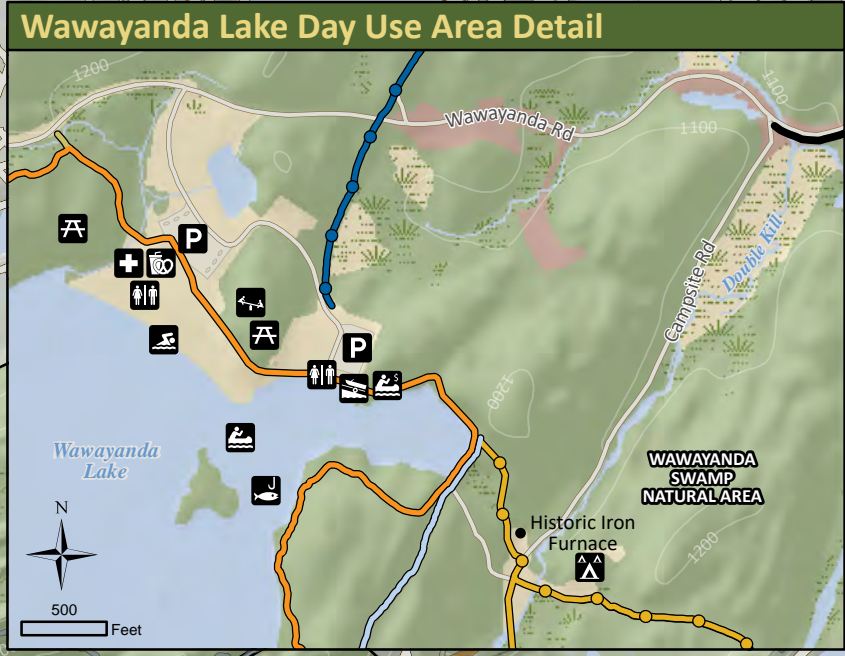 Wawayanda Lake Day Use Area Detail
1200
1100
Wawayanda Rd
1100
P
Double Kill
Campsite Rd
P
S
1200
Wawayanda
Lake
WAWAYANDA
SWAMP
NATURAL AREA
N
Historic Iron
Furnace
1200
500
Feet